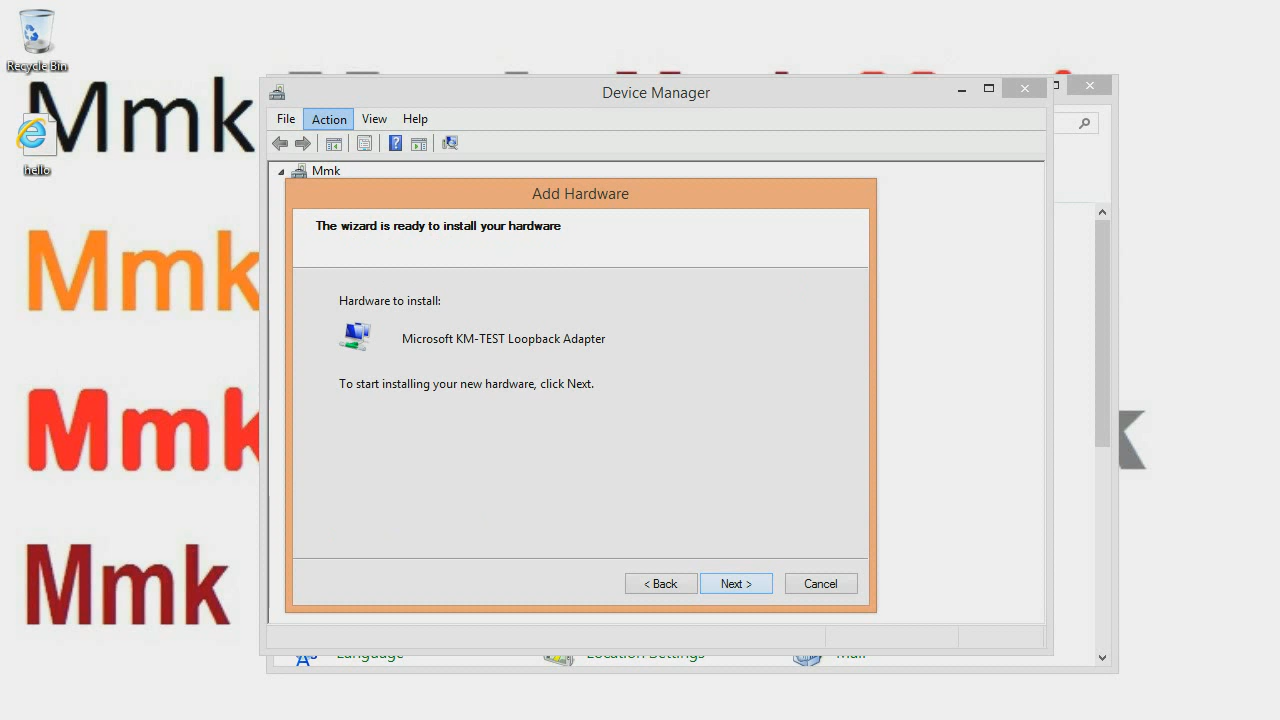 Recycle Bin
Mmk
hello
Mmk
Mmk
Mmk
Device Manager
File Action View Help
Mmk
Add Hardware
The wizard is ready to install your hardware
Hardware to install:
Microsoft KM-TEST Loopback Adapter
To start installing your new hardware, click Next.
< Back Next > Cancel
Language Location Settings Mail